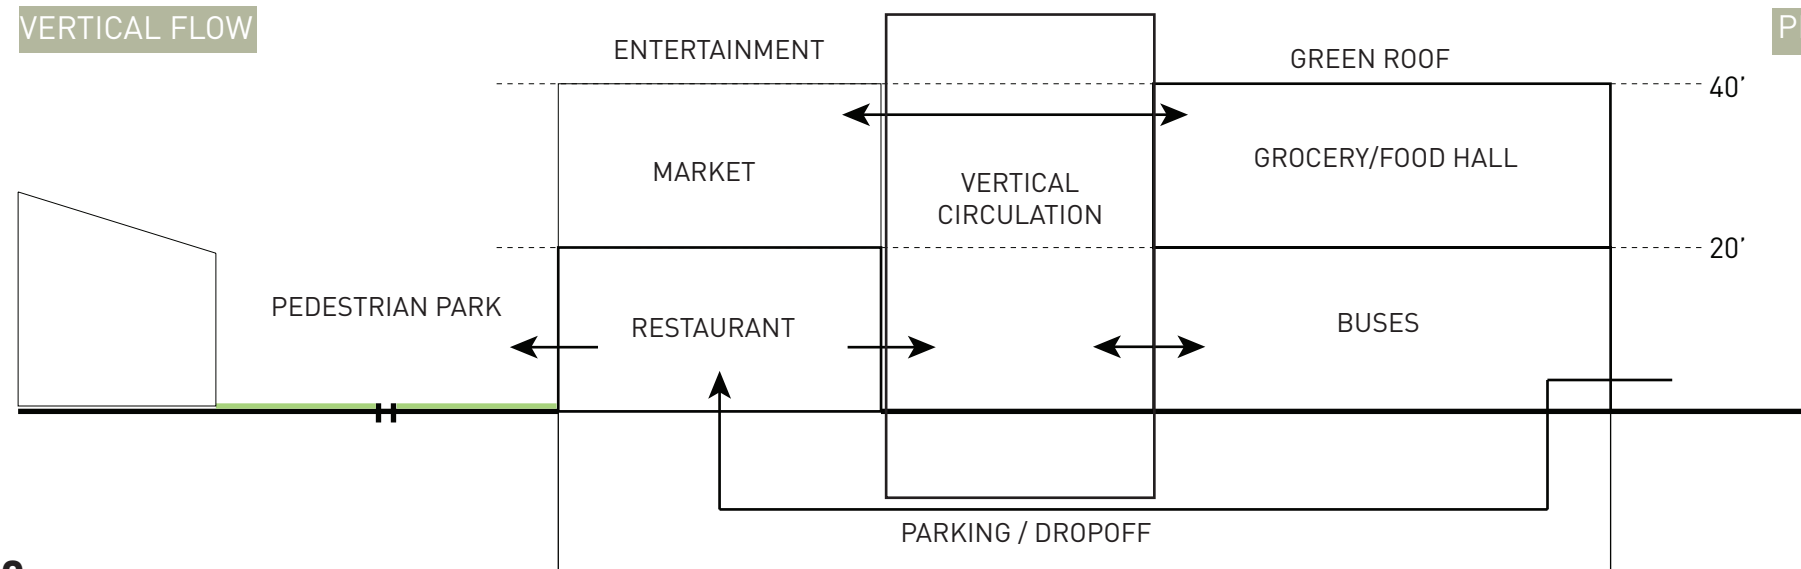 VERTICAL FLOW
P
ENTERTAINMENT
GREEN ROOF
40’
MARKET
GROCERY/FOOD HALL
VERTICAL
CIRCULATION
20’
PEDESTRIAN PARK
RESTAURANT
BUSES
PARKING / DROPOFF